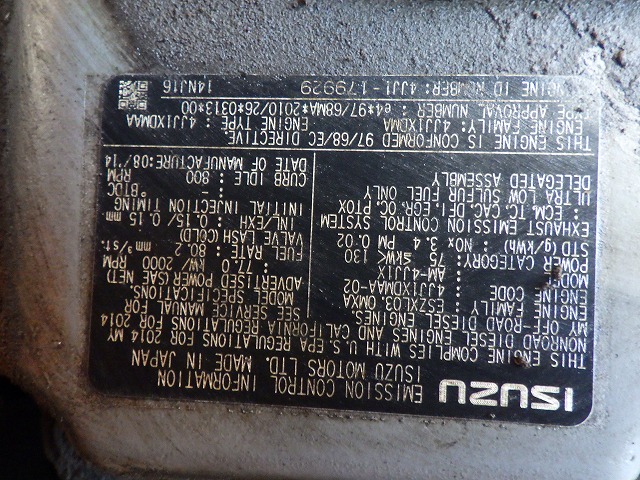 ISUZU
EMISSION CONTROL INFORMATION
ISUZU MOTORS LTD. MADE IN JAPAN
THIS ENGINE COMPLIES WITH U.S. EPA REGULATIONS FOR 2014 MY
NONROAD DIESEL ENGINES AND CALIFORNIA REGULATIONS FOR 2014
MY OFF-ROAD DIESEL ENGINES.
ENGINE FAMILY : ESZXL03.0MXA
ENGINE CODE : 4JJ1XDMAA-02
MODEL : AM-4JJ1X
POWER CATEGORY : 75 ≤kW< 130
STD (g/kWh) : NOx 3.4 PM 0.02
EXHAUST EMISSION CONTROL SYSTEM
: ECM, TC, CAC, DFI, EGR, OC, PTOX
ULTRA LOW SULFUR FUEL ONLY
DELEGATED ASSEMBLY
SEE SERVICE MANUAL FOR
MODEL SPECIFICATIONS.
ADVERTISED POWER (SAE NET)
77.0 kW/ 2000 RPM
FUEL RATE: 80.2 mm³/st.
VALVE LASH (COLD)
IN./EXH. 0.15/ 0.15 mm
INITIAL INJECTION TIMING
- °BTDC
CURB IDLE: 800 RPM
DATE OF MANUFACTURE:08/'14
THIS ENGINE IS CONFORMED 97/68/EC DIRECTIVE
ENGINE FAMILY: 4JJ1XDMA ENGINE TYPE : 4JJ1XDMAA
TYPE APPROVAL NUMBER : e4*97/68MA*2010/26*0313*00
ENGINE ID NUMBER: 4JJ1-179929 14NJ16